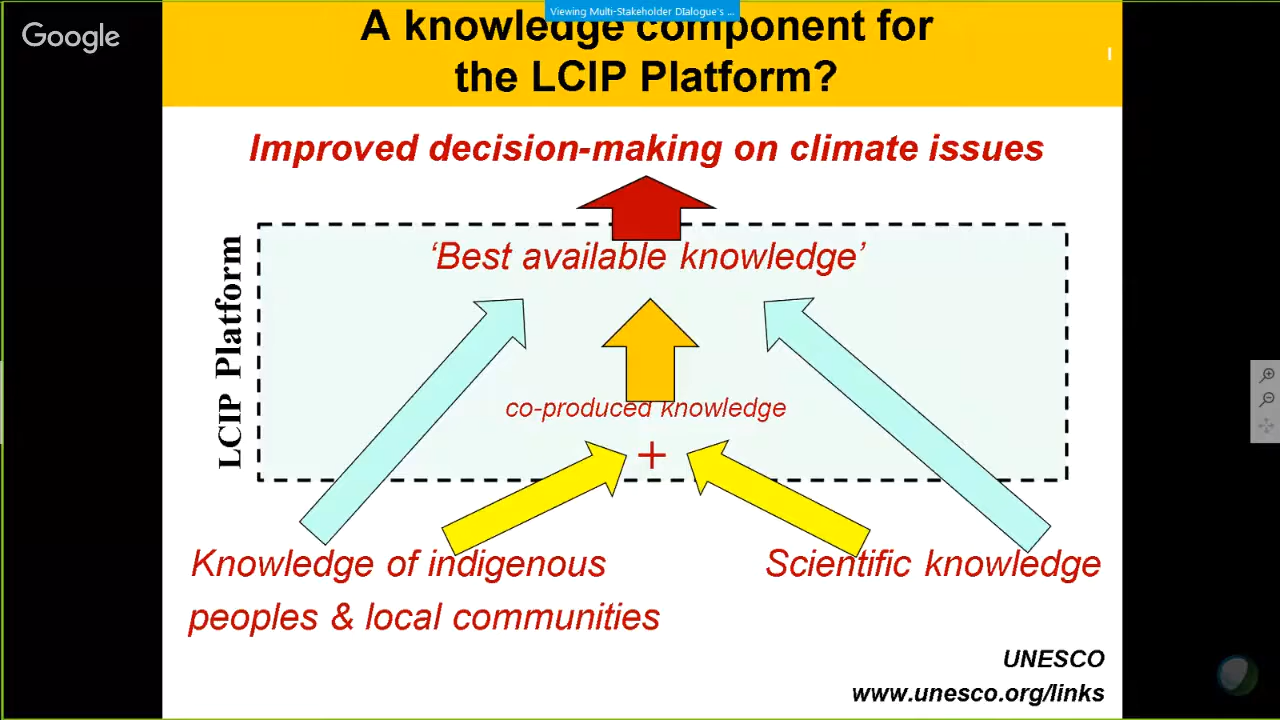 Viewing Multi-Stakeholder DIalogue's ...
Google
A knowledge component for
the LCIP Platform?
Improved decision-making on climate issues
LCIP Platform
‘Best available knowledge’
co-produced knowledge
+
Knowledge of indigenous
peoples & local communities
Scientific knowledge
UNESCO
www.unesco.org/links